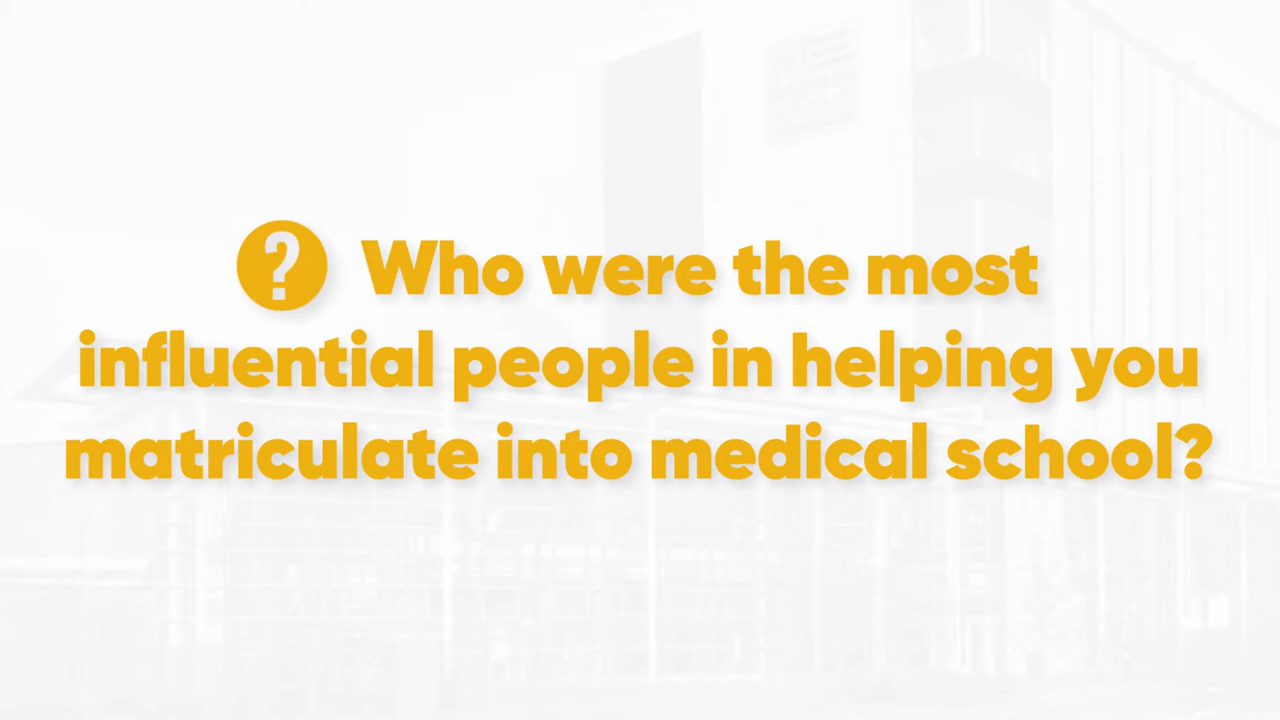 Who were the most
influential people in helping you
matriculate into medical school?